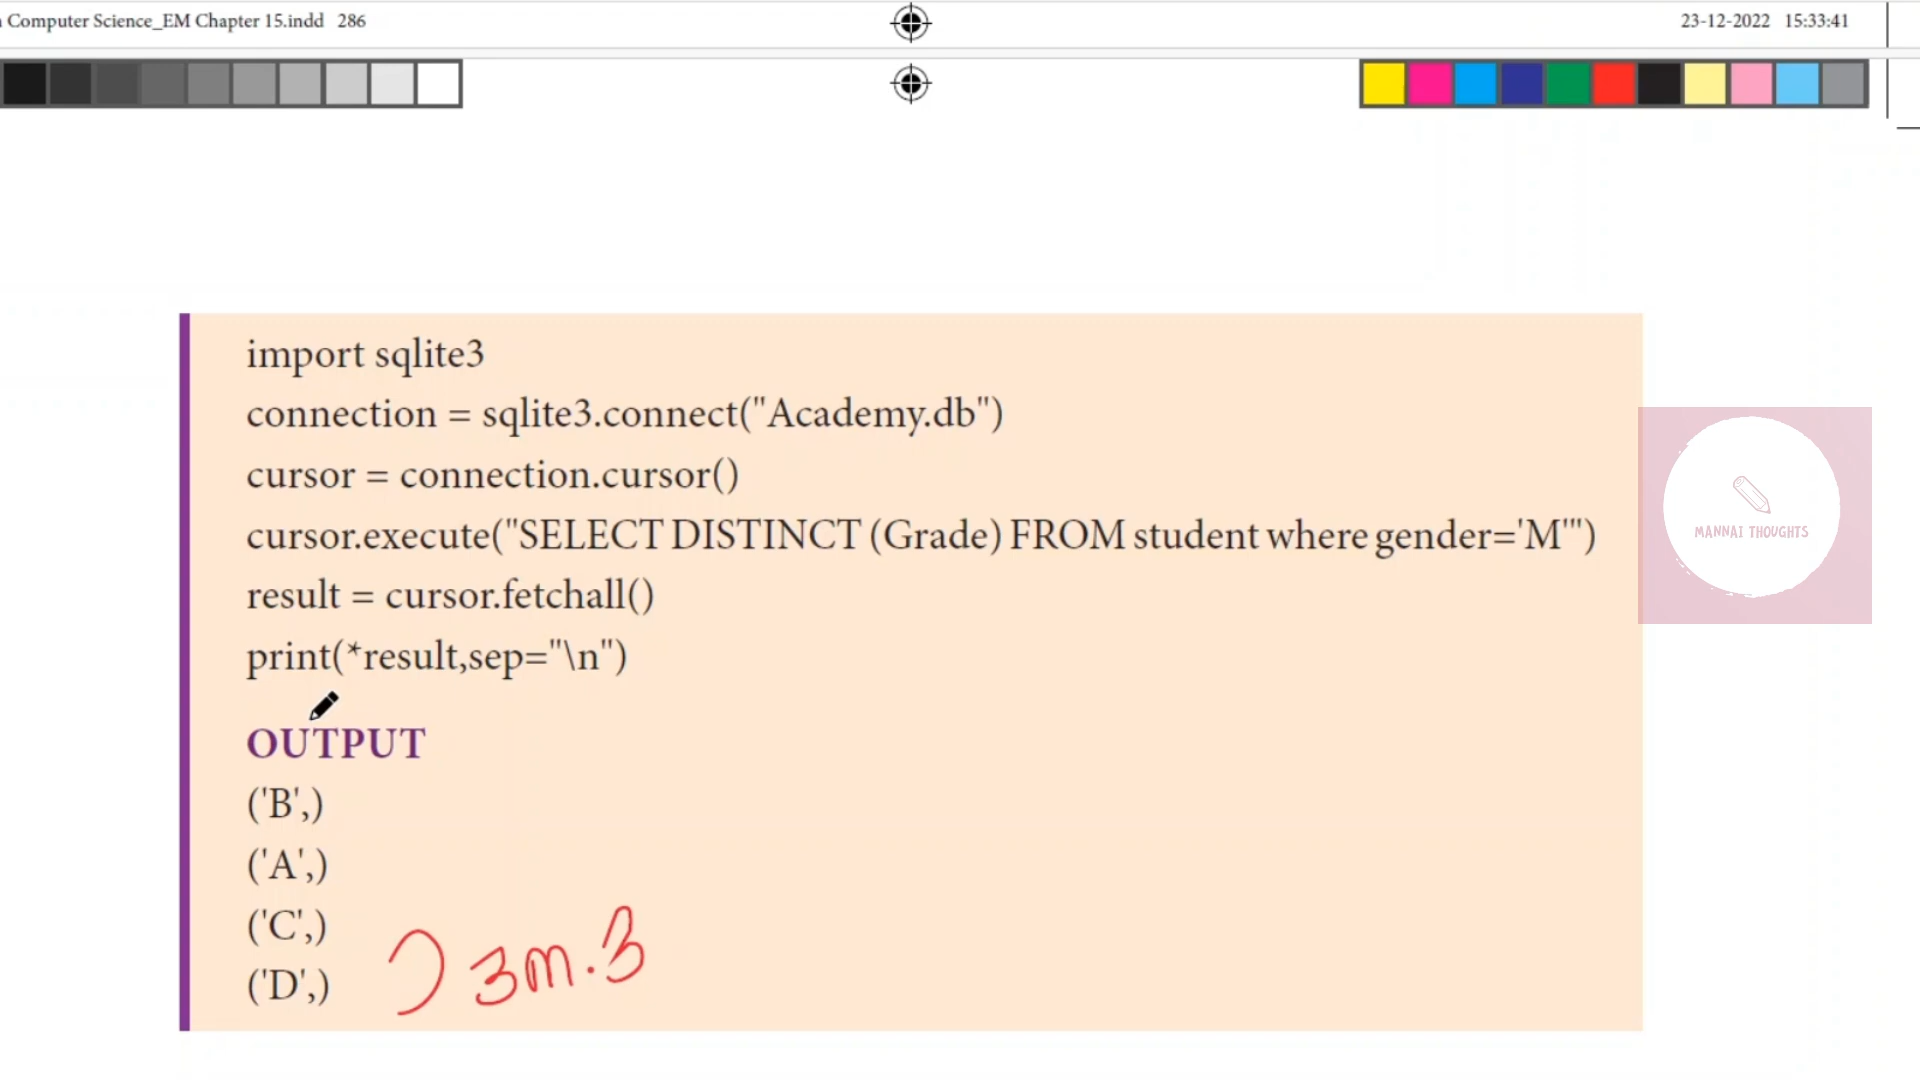 Computer Science_EM Chapter 15.indd 286
23-12-2022 15:33:41
import sqlite3
connection = sqlite3.connect("Academy.db")
cursor = connection.cursor()
cursor.execute("SELECT DISTINCT (Grade) FROM student where gender='M'")
result = cursor.fetchall()
print(*result,sep="\n")
MANNAI THOUGHTS
OUTPUT
('B',)
('A',)
('C',)
('D',)
3m.3